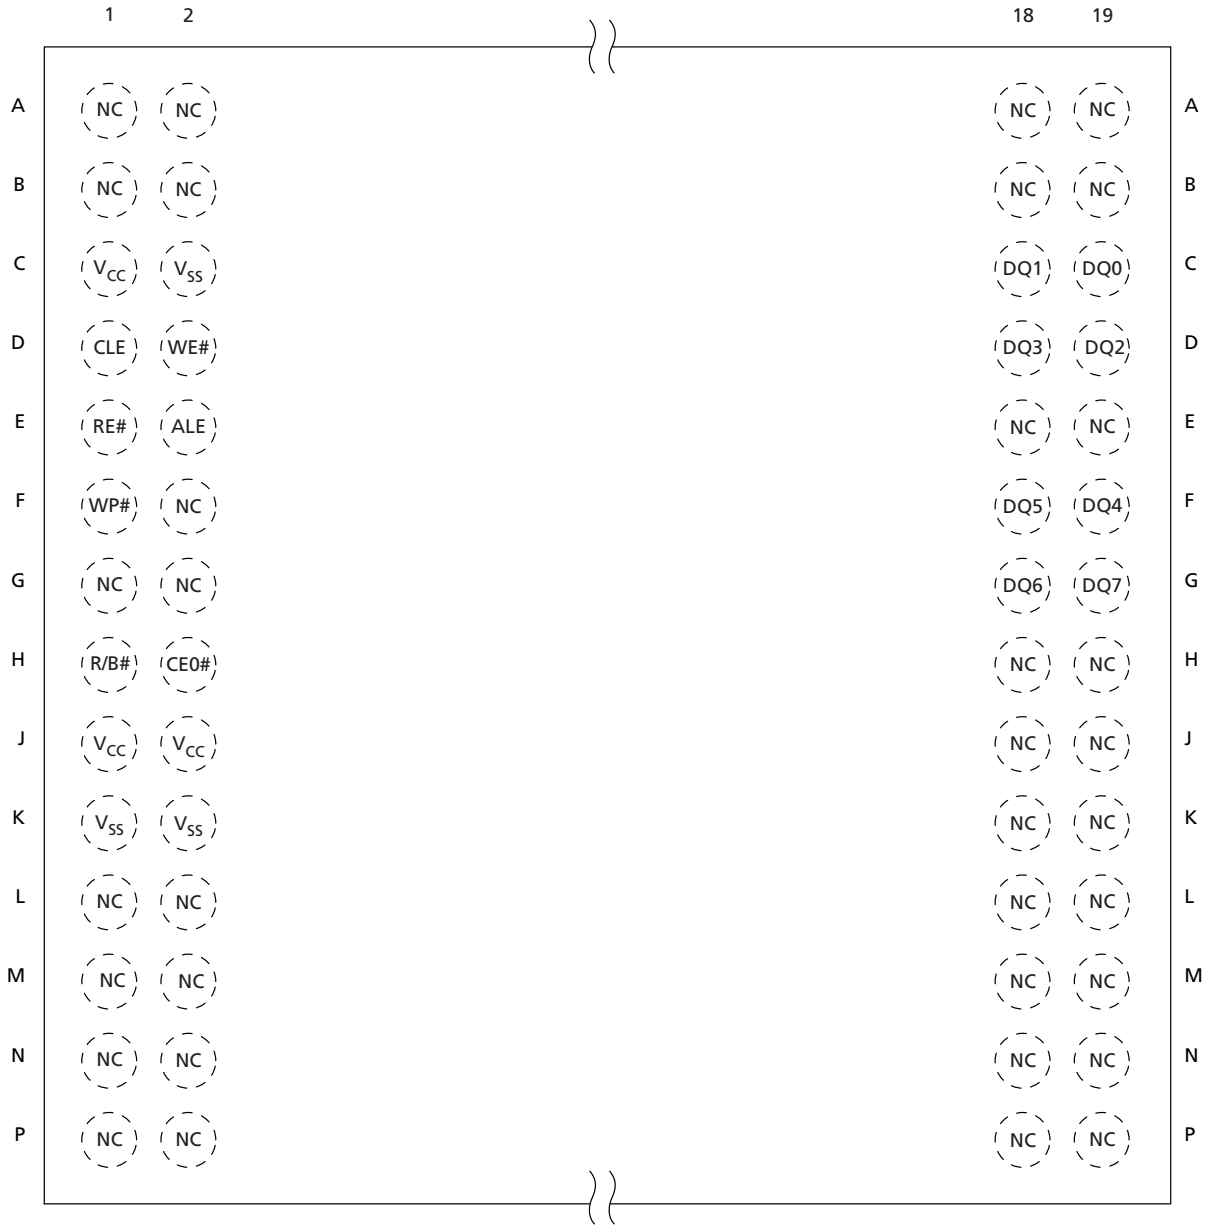 1 2 18 19
A NC NC NC NC A
B NC NC NC NC B
C VCC VSS DQ1 DQ0 C
D CLE WE# DQ3 DQ2 D
E RE# ALE NC NC E
F WP# NC DQ5 DQ4 F
G NC NC DQ6 DQ7 G
H R/B# CE0# NC NC H
J VCC VCC NC NC J
K VSS VSS NC NC K
L NC NC NC NC L
M NC NC NC NC M
N NC NC NC NC N
P NC NC NC NC P